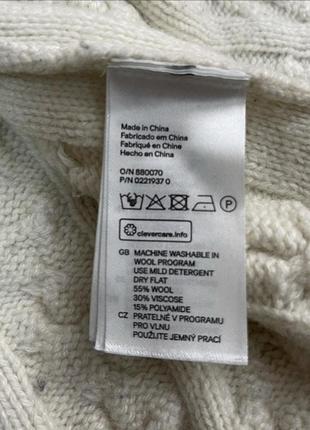 Made in China
Fabricado em China
Fabriqué en Chine
Hecho en China
O/N 880070
P/N 0221937 0
P
clevercare.info
GB MACHINE WASHABLE IN
WOOL PROGRAM
USE MILD DETERGENT
DRY FLAT
55% WOOL
30% VISCOSE
15% POLYAMIDE
CZ PRATELNÉ V PROGRAMU
PRO VLNU
POUŽIJTE JEMNÝ PRACÍ